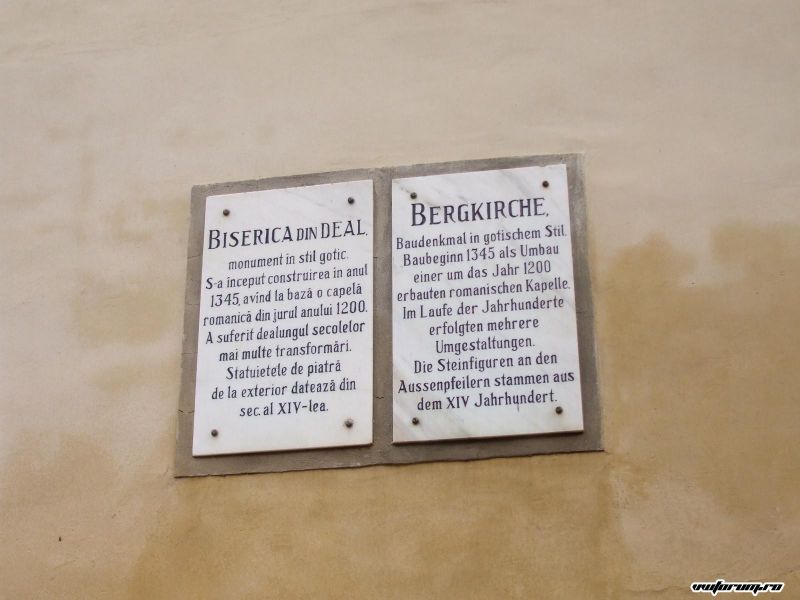 BISERICA DIN DEAL,
monument în stil gotic.
S-a început construirea în anul
1345, avînd la bază o capelă
romanică din jurul anului 1200.
A suferit dealungul secolelor
mai multe transformări.
Statuietele de piatră
de la exterior datează din
sec. al XIV-lea.
BERGKIRCHE,
Baudenkmal in gotischem Stil.
Baubeginn 1345 als Umbau
einer um das Jahr 1200
erbauten romanischen Kapelle.
Im Laufe der Jahrhunderte
erfolgten mehrere
Umgestaltungen.
Die Steinfiguren an den
Aussenpfeilern stammen aus
dem XIV Jahrhundert.
vwforum.ro